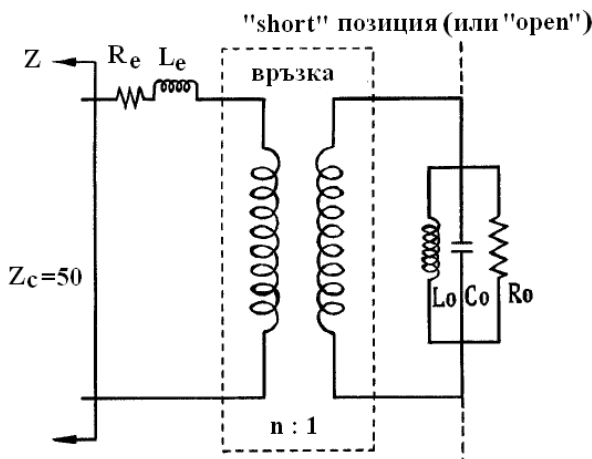 "short" позиция (или "open")
Z
Re Le
връзка
Zc=50
Lo Co Ro
n : 1